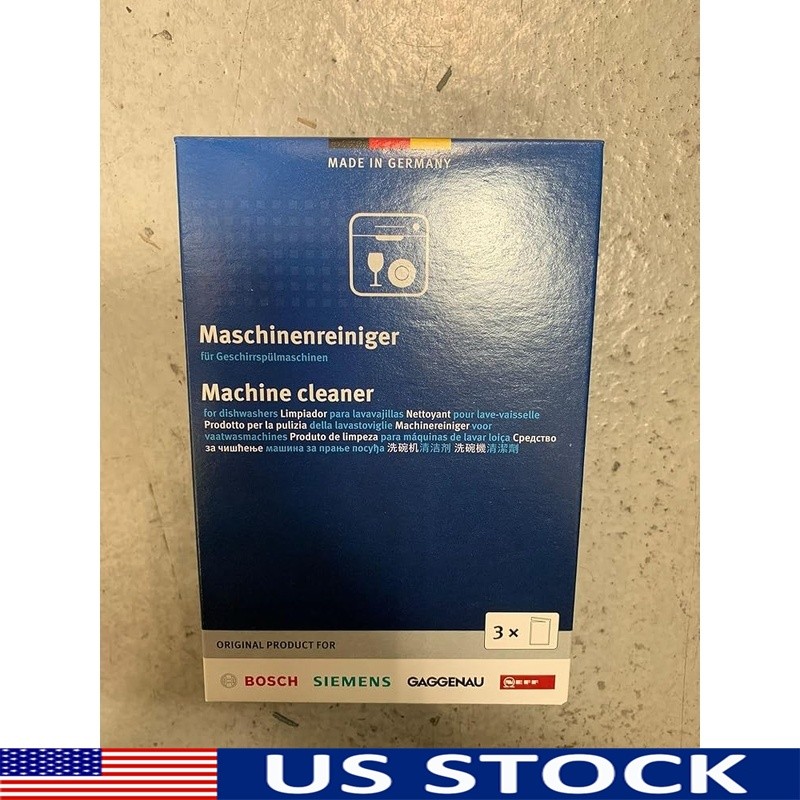 MADE IN GERMANY
Maschinenreiniger
für Geschirrspülmaschinen
Machine cleaner
for dishwashers Limpiador para lavavajillas Nettoyant pour lave-vaisselle
Prodotto per la pulizia della lavastoviglie Machinereiniger voor
vaatwasmachines Produto de limpeza para máquinas de lavar loiça Средство
за чишћење машина за прање посуђа 洗碗机清洁剂 洗碗機清潔劑
3 ×
ORIGINAL PRODUCT FOR
BOSCH SIEMENS GAGGENAU NEFF
US STOCK